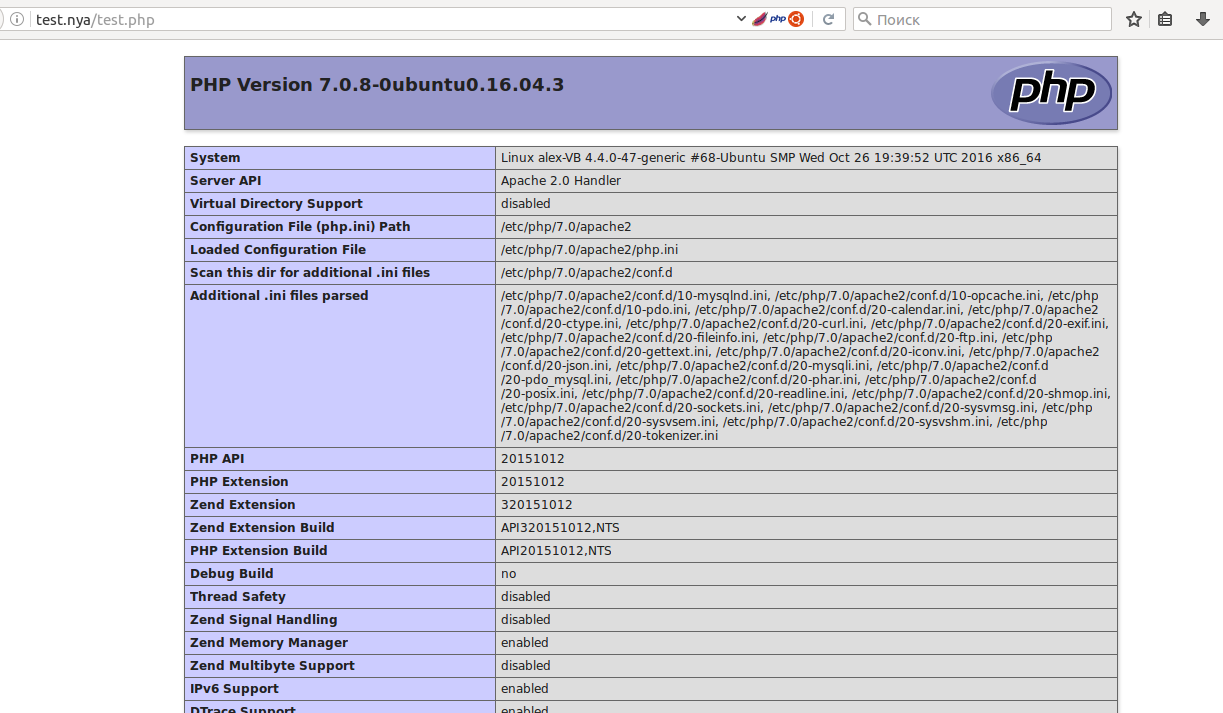 test.nya/test.php
php
Поиск
PHP Version 7.0.8-0ubuntu0.16.04.3
php
System Linux alex-VB 4.4.0-47-generic #68-Ubuntu SMP Wed Oct 26 19:39:52 UTC 2016 x86_64
Server API Apache 2.0 Handler
Virtual Directory Support disabled
Configuration File (php.ini) Path /etc/php/7.0/apache2
Loaded Configuration File /etc/php/7.0/apache2/php.ini
Scan this dir for additional .ini files /etc/php/7.0/apache2/conf.d
Additional .ini files parsed /etc/php/7.0/apache2/conf.d/10-mysqlnd.ini, /etc/php/7.0/apache2/conf.d/10-opcache.ini, /etc/php
/7.0/apache2/conf.d/10-pdo.ini, /etc/php/7.0/apache2/conf.d/20-calendar.ini, /etc/php/7.0/apache2
/conf.d/20-ctype.ini, /etc/php/7.0/apache2/conf.d/20-curl.ini, /etc/php/7.0/apache2/conf.d/20-exif.ini,
/etc/php/7.0/apache2/conf.d/20-fileinfo.ini, /etc/php/7.0/apache2/conf.d/20-ftp.ini, /etc/php
/7.0/apache2/conf.d/20-gettext.ini, /etc/php/7.0/apache2/conf.d/20-iconv.ini, /etc/php/7.0/apache2
/conf.d/20-json.ini, /etc/php/7.0/apache2/conf.d/20-mysqli.ini, /etc/php/7.0/apache2/conf.d
/20-pdo_mysql.ini, /etc/php/7.0/apache2/conf.d/20-phar.ini, /etc/php/7.0/apache2/conf.d
/20-posix.ini, /etc/php/7.0/apache2/conf.d/20-readline.ini, /etc/php/7.0/apache2/conf.d/20-shmop.ini,
/etc/php/7.0/apache2/conf.d/20-sockets.ini, /etc/php/7.0/apache2/conf.d/20-sysvmsg.ini, /etc/php
/7.0/apache2/conf.d/20-sysvsem.ini, /etc/php/7.0/apache2/conf.d/20-sysvshm.ini, /etc/php
/7.0/apache2/conf.d/20-tokenizer.ini
PHP API 20151012
PHP Extension 20151012
Zend Extension 320151012
Zend Extension Build API320151012,NTS
PHP Extension Build API20151012,NTS
Debug Build no
Thread Safety disabled
Zend Signal Handling disabled
Zend Memory Manager enabled
Zend Multibyte Support disabled
IPv6 Support enabled
DTrace Support enabled